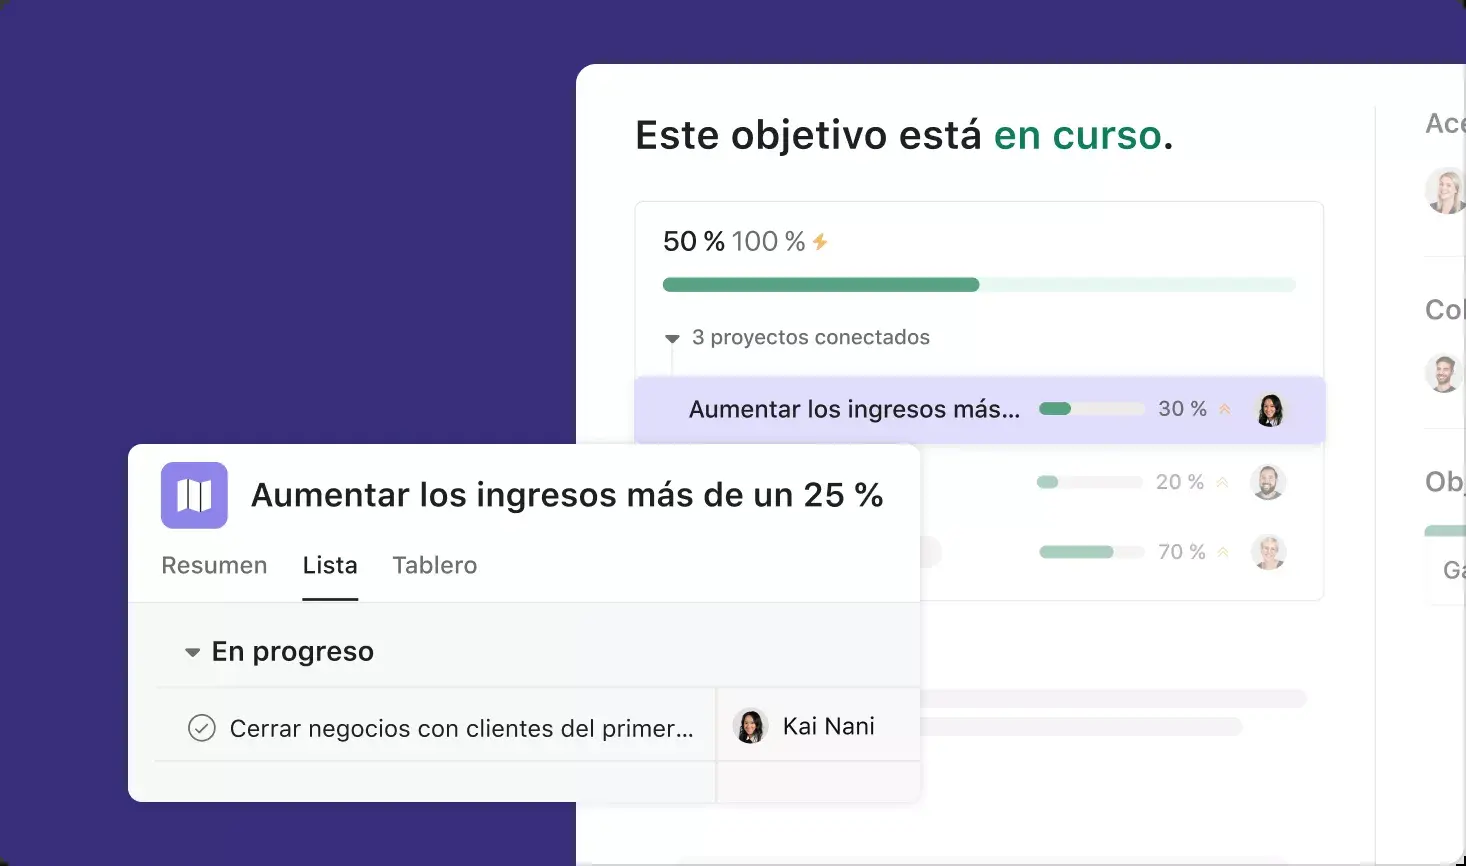 Este objetivo está en curso.
50 % 100 %
3 proyectos conectados
Aumentar los ingresos más... 30 %
20 %
70 %
Aumentar los ingresos más de un 25 %
Resumen Lista Tablero
En progreso
Cerrar negocios con clientes del primer... Kai Nani
Ace
Col
Obj
Ga